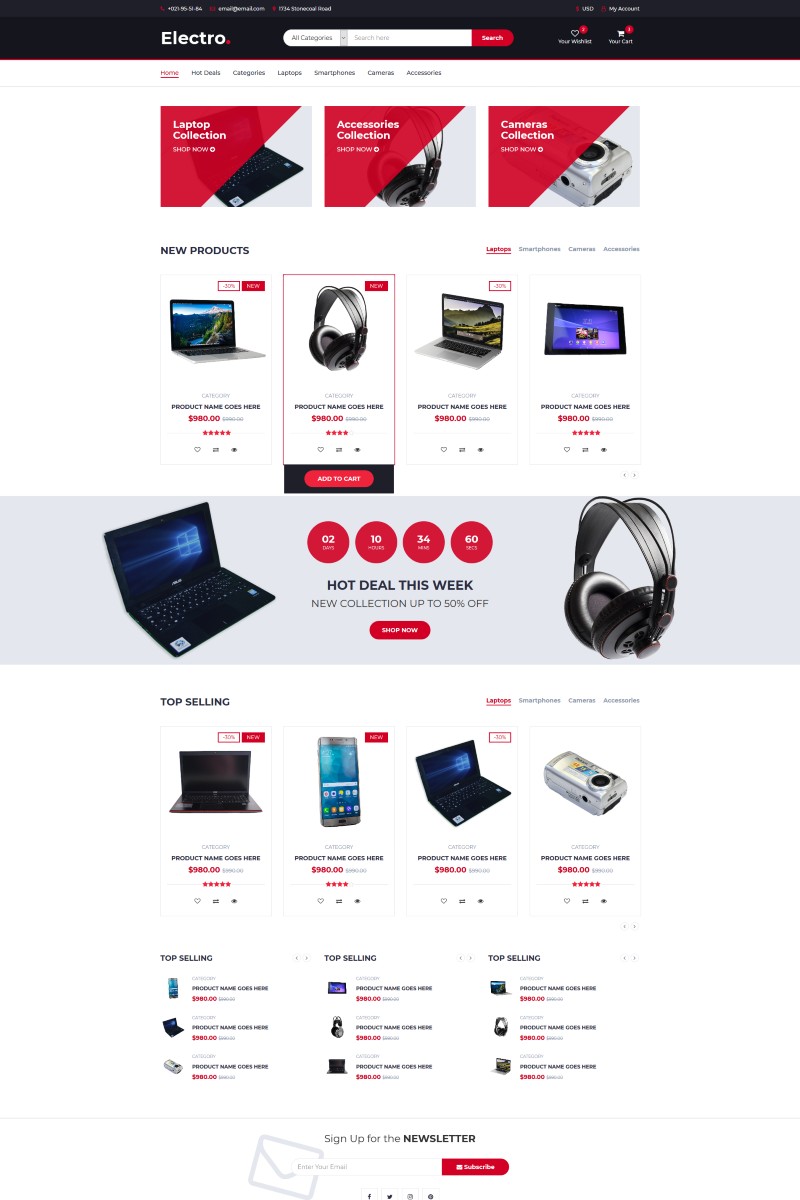 +021-95-51-84 email@email.com 1734 Stonecoal Road $ USD My Account
Electro.
All Categories Search here Search
2 3
Your Wishlist Your Cart
Home Hot Deals Categories Laptops Smartphones Cameras Accessories
Laptop
Collection
SHOP NOW
Accessories
Collection
SHOP NOW
Cameras
Collection
SHOP NOW
NEW PRODUCTS Laptops Smartphones Cameras Accessories
-30% NEW NEW -30%
CATEGORY CATEGORY CATEGORY CATEGORY
PRODUCT NAME GOES HERE PRODUCT NAME GOES HERE PRODUCT NAME GOES HERE PRODUCT NAME GOES HERE
$980.00 $990.00 $980.00 $990.00 $980.00 $990.00 $980.00 $990.00
ADD TO CART
02 10 34 60
DAYS HOURS MINS SECS
HOT DEAL THIS WEEK
NEW COLLECTION UP TO 50% OFF
SHOP NOW
TOP SELLING Laptops Smartphones Cameras Accessories
-30% NEW NEW -30%
CATEGORY CATEGORY CATEGORY CATEGORY
PRODUCT NAME GOES HERE PRODUCT NAME GOES HERE PRODUCT NAME GOES HERE PRODUCT NAME GOES HERE
$980.00 $990.00 $980.00 $990.00 $980.00 $990.00 $980.00 $990.00
TOP SELLING TOP SELLING TOP SELLING
CATEGORY CATEGORY CATEGORY
PRODUCT NAME GOES HERE PRODUCT NAME GOES HERE PRODUCT NAME GOES HERE
$980.00 $990.00 $980.00 $990.00 $980.00 $990.00
CATEGORY CATEGORY CATEGORY
PRODUCT NAME GOES HERE PRODUCT NAME GOES HERE PRODUCT NAME GOES HERE
$980.00 $990.00 $980.00 $990.00 $980.00 $990.00
CATEGORY CATEGORY CATEGORY
PRODUCT NAME GOES HERE PRODUCT NAME GOES HERE PRODUCT NAME GOES HERE
$980.00 $990.00 $980.00 $990.00 $980.00 $990.00
Sign Up for the NEWSLETTER
Enter Your Email Subscribe